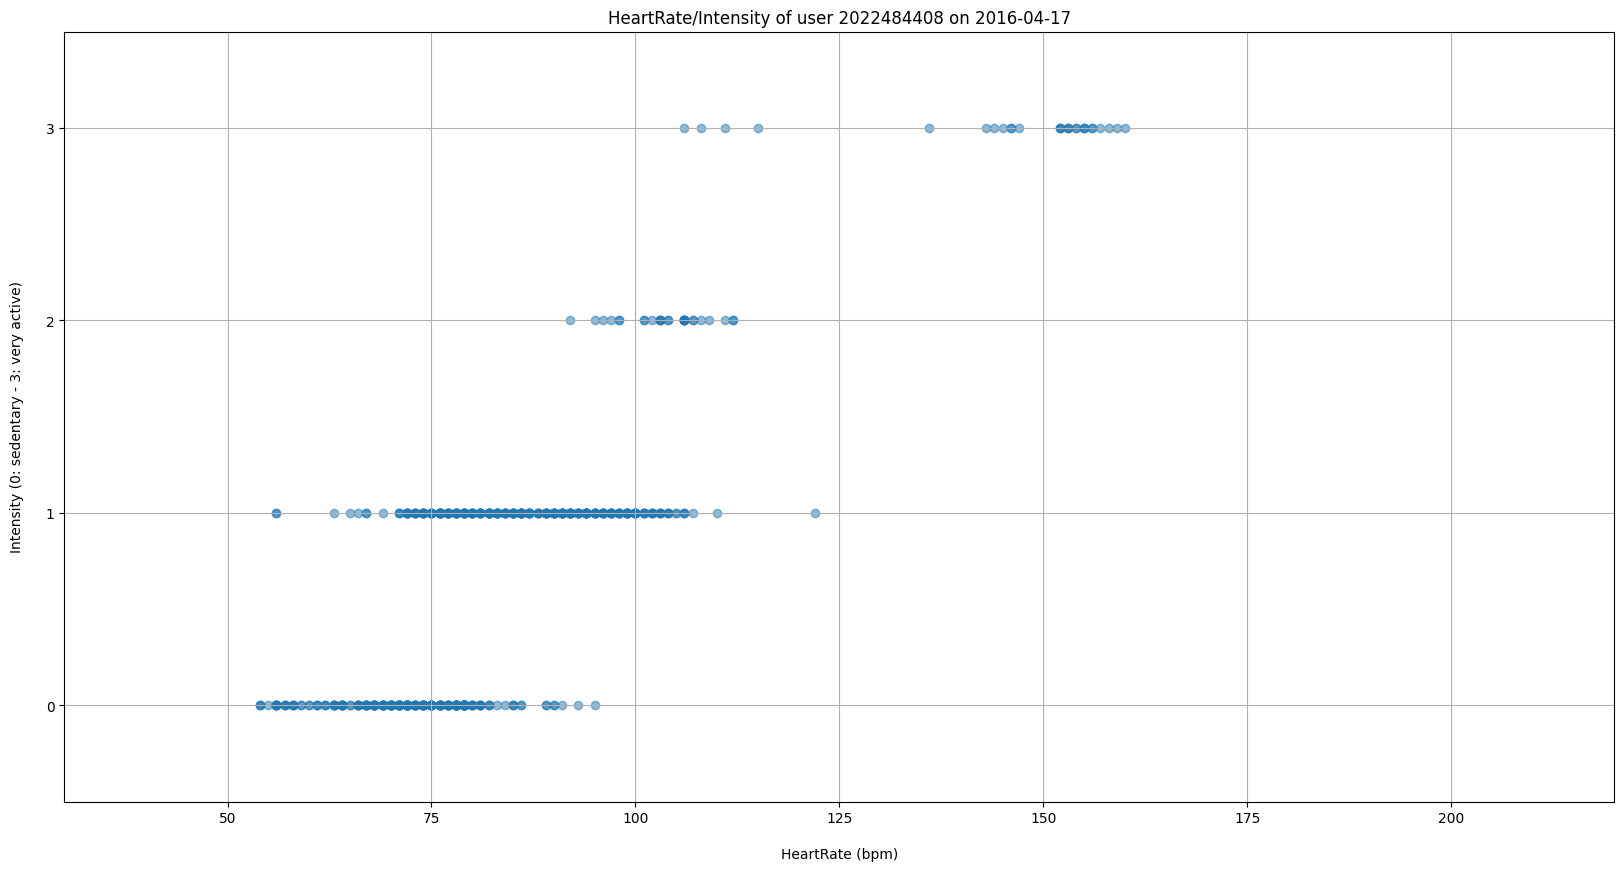 HeartRate/Intensity of user 2022484408 on 2016-04-17
Intensity (0: sedentary - 3: very active)
3
2
1
0
50 75 100 125 150 175 200
HeartRate (bpm)